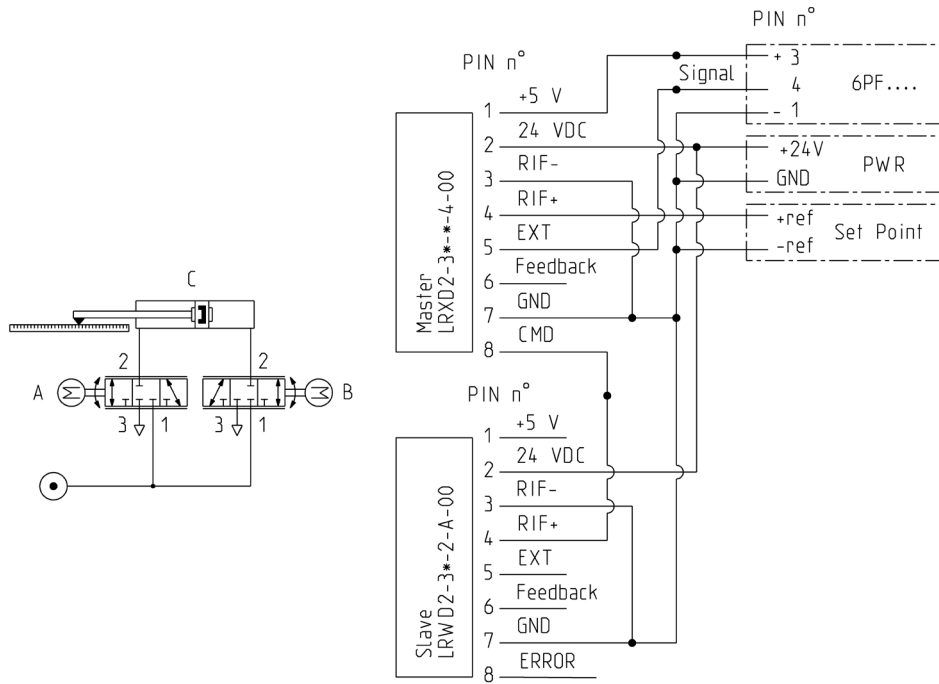 C
2
2
A
B
3
1
3
1
PIN n°
1
+5 V
2
24 VDC
3
RIF-
4
RIF+
5
EXT
6
Feedback
7
GND
8
CMD
Master
LRXD2-3*-*-4-00
PIN n°
1
+5 V
2
24 VDC
3
RIF-
4
RIF+
5
EXT
6
Feedback
7
GND
8
ERROR
Slave
LRWD2-3*-2-A-00
PIN n°
+ 3
Signal
4
6PF....
- 1
+24V
PWR
GND
+ref
Set Point
-ref